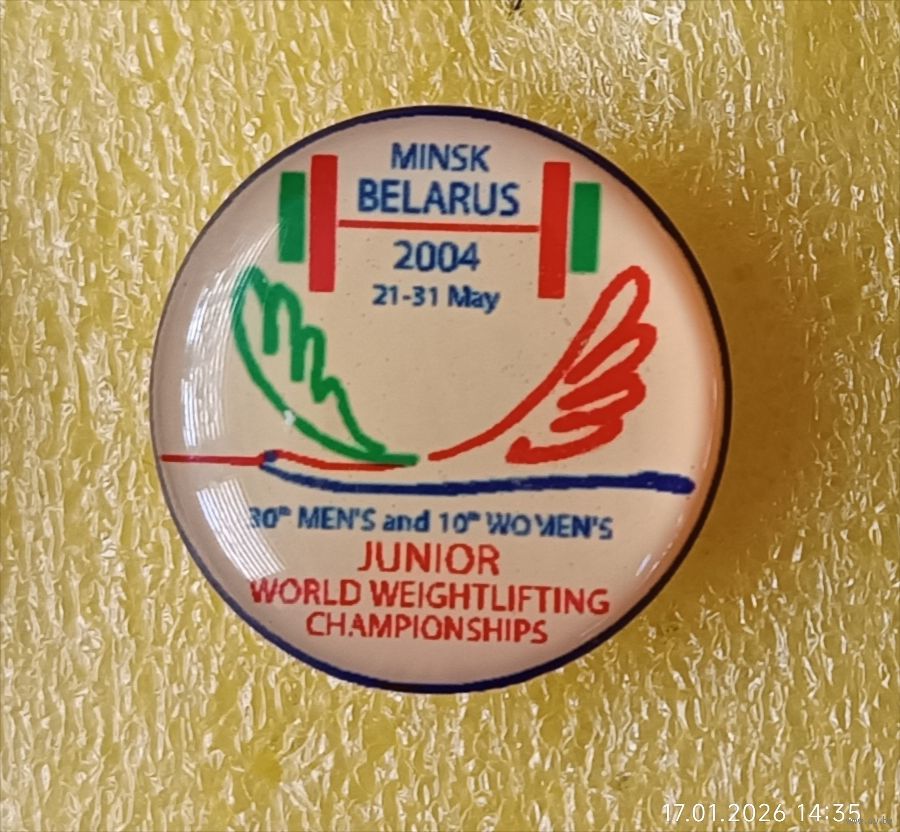 MINSK
BELARUS
2004
21-31 May
30th MEN'S and 10th WOMEN'S
JUNIOR
WORLD WEIGHTLIFTING
CHAMPIONSHIPS
17.01.2026 14:35